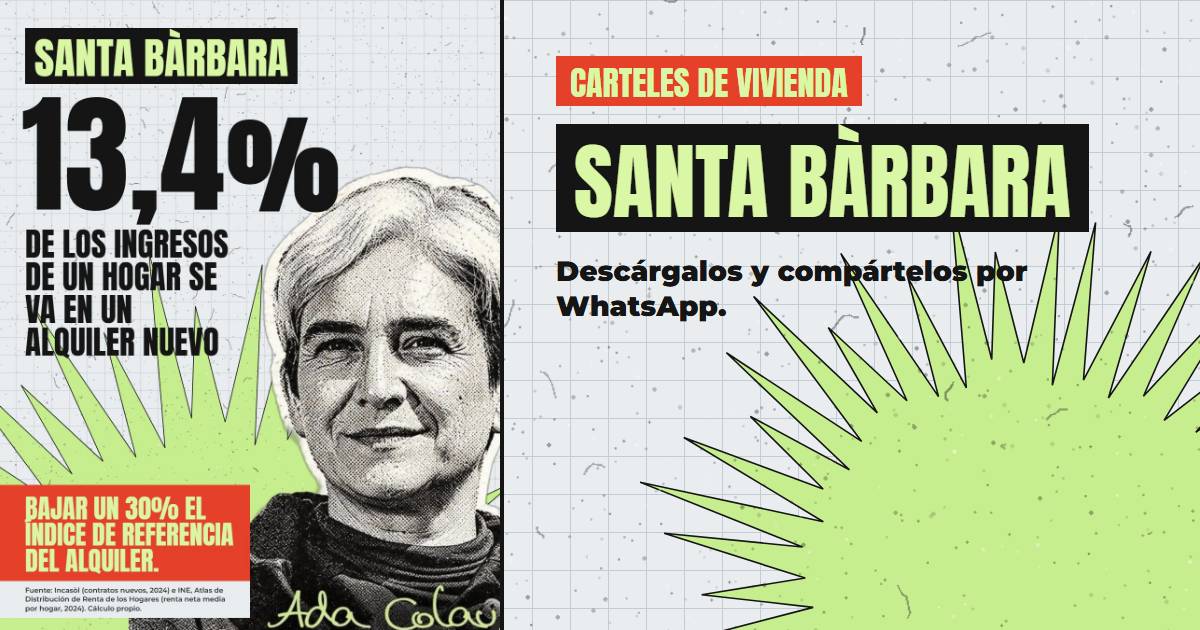 SANTA BÀRBARA
13,4%
DE LOS INGRESOS
DE UN HOGAR SE
VA EN UN
ALQUILER NUEVO
BAJAR UN 30% EL
ÍNDICE DE REFERENCIA
DEL ALQUILER.
Fuente: Incasòl (contratos nuevos, 2024) e INE, Atlas de
Distribución de Renta de los Hogares (renta neta media
por hogar, 2024). Cálculo propio.
Ada Colau
CARTELES DE VIVIENDA
SANTA BÀRBARA
Descárgalos y compártelos por
WhatsApp.